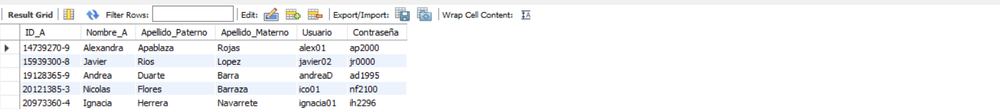 Result Grid Filter Rows: Edit: Export/Import: Wrap Cell Content: IA
ID_A Nombre_A Apellido_Paterno Apellido_Materno Usuario Contraseña
14739270-9 Alexandra Apablaza Rojas alex01 ap2000
15939300-8 Javier Rios Lopez javier02 jr0000
19128365-9 Andrea Duarte Barra andreaD ad1995
20121385-3 Nicolas Flores Barraza ico01 nf2100
20973360-4 Ignacia Herrera Navarrete ignacia01 ih2296